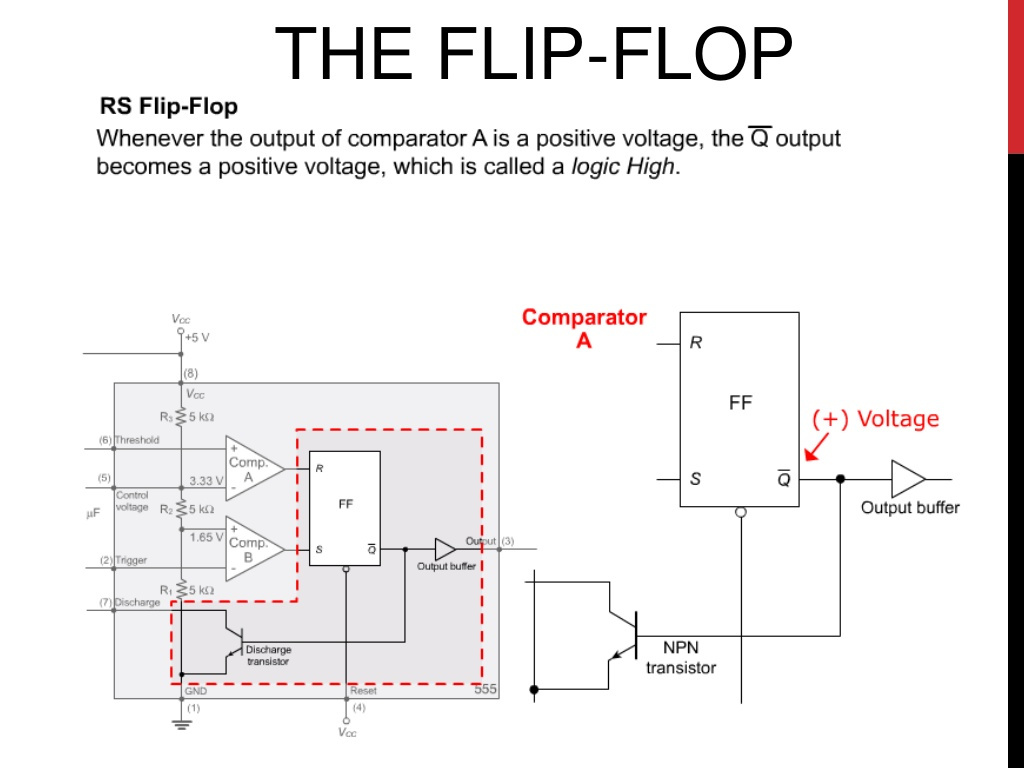 THE FLIP-FLOP
RS Flip-Flop
Whenever the output of comparator A is a positive voltage, the Q̅ output
becomes a positive voltage, which is called a logic High.
VCC
+5 V
(8)
VCC
R3 5 kΩ
(6) Threshold
+
Comp.
A
-
(5)
3.33 V
Control
voltage
μF
R2 5 kΩ
1.65 V
+
Comp.
B
-
(2) Trigger
R1 5 kΩ
(7) Discharge
R
FF
S
Q̅
Output (3)
Output buffer
Discharge
transistor
GND
(1)
Reset
(4)
VCC
555
Comparator
A
R
FF
(+) Voltage
S
Q̅
Output buffer
NPN
transistor